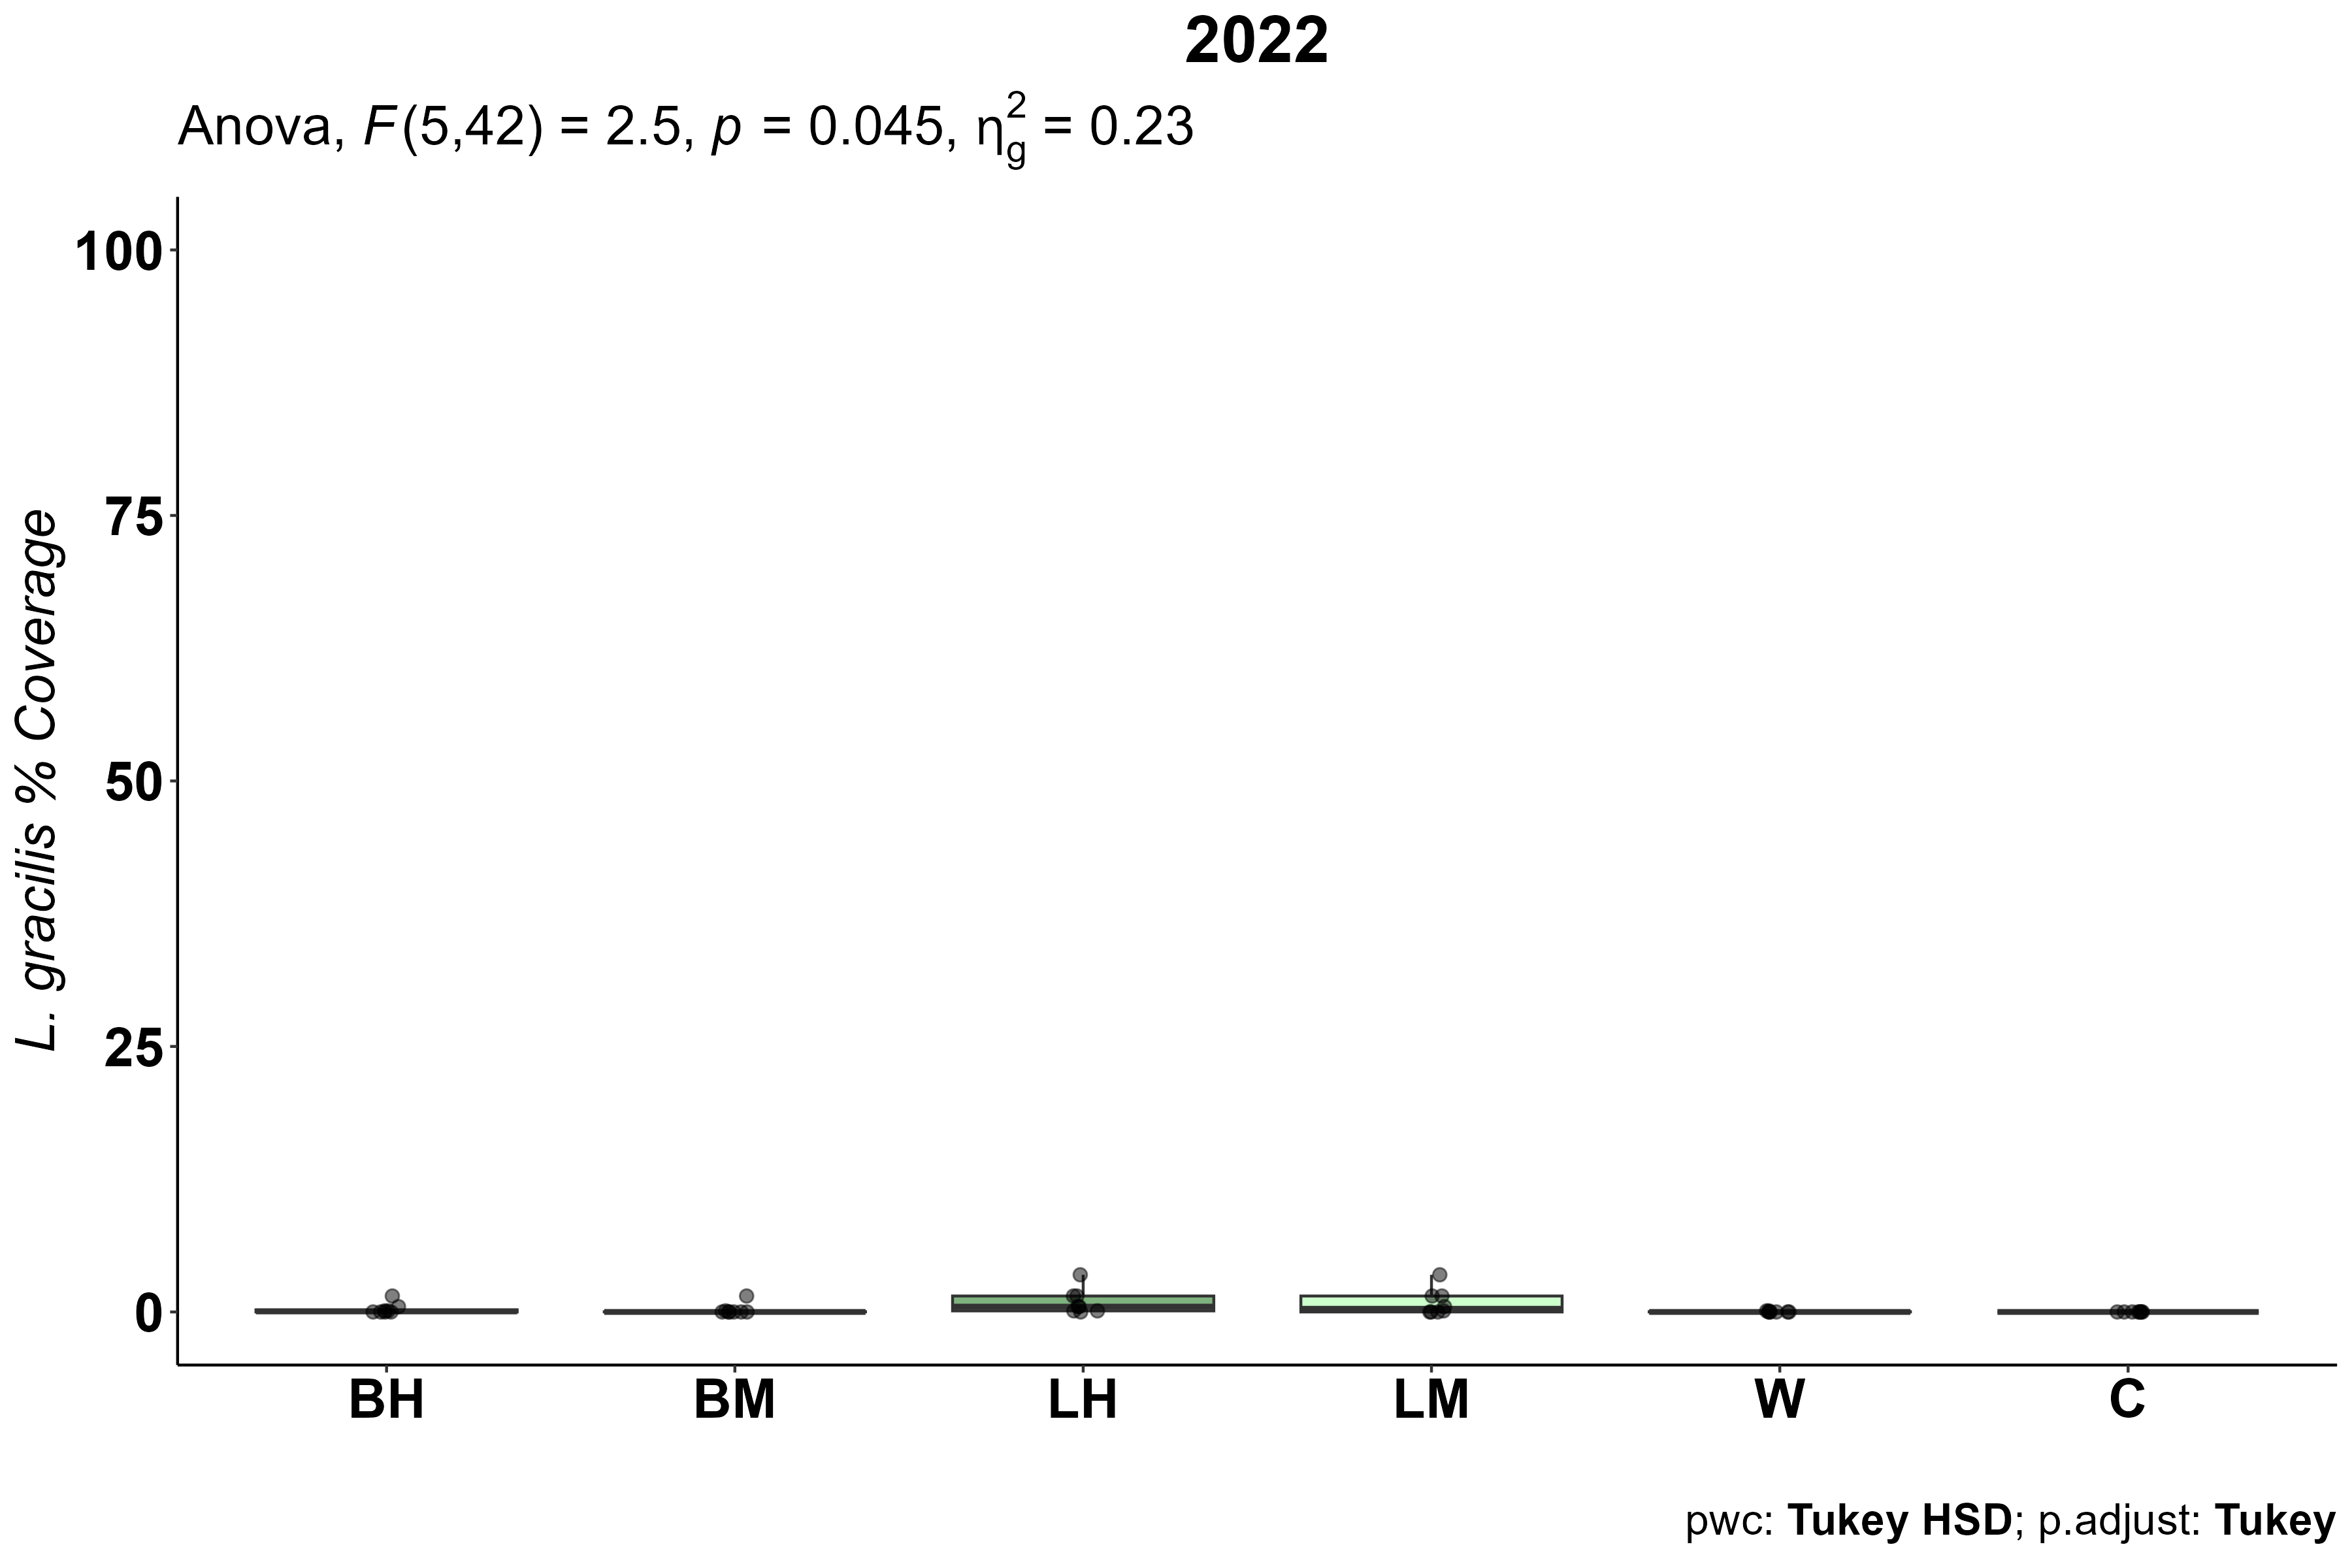 2022
Anova, F(5,42) = 2.5, p = 0.045, η²g = 0.23
100
75
50
25
0
L. gracilis % Coverage
BH BM LH LM W C
pwc: Tukey HSD; p.adjust: Tukey